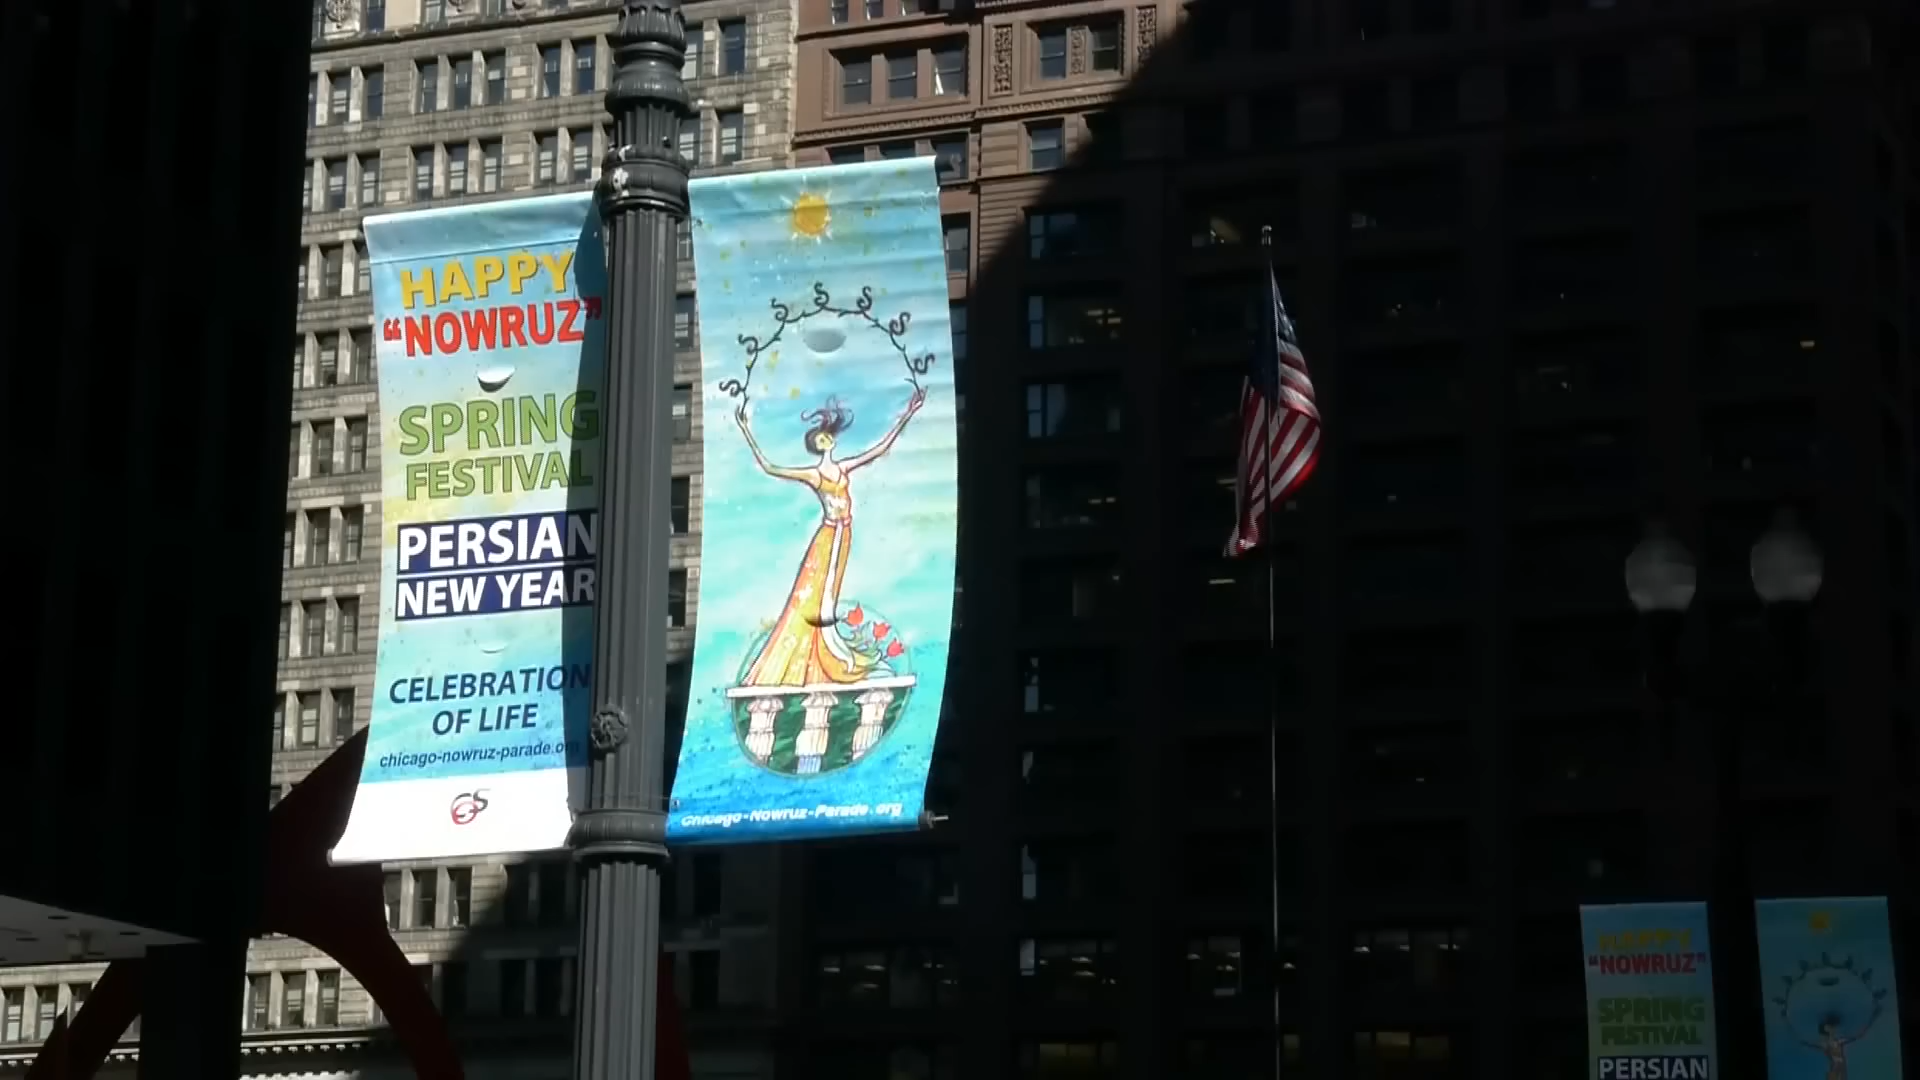 HAPPY
“NOWRUZ”
SPRING
FESTIVAL
PERSIAN
NEW YEAR
CELEBRATION
OF LIFE
chicago-nowruz-parade.org
Chicago-Nowruz-Parade.org
HAPPY
“NOWRUZ”
SPRING
FESTIVAL
PERSIAN